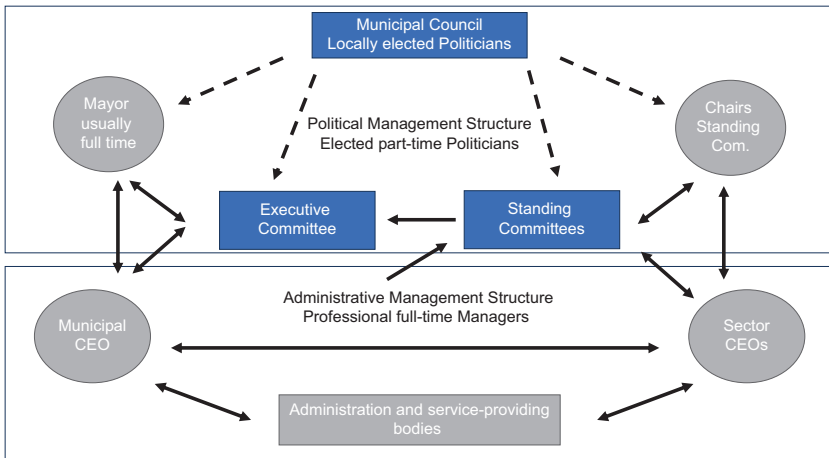 Municipal Council
Locally elected Politicians
Mayor
usually
full time
Chairs
Standing
Com.
Political Management Structure
Elected part-time Politicians
Executive
Committee
Standing
Committees
Administrative Management Structure
Professional full-time Managers
Municipal
CEO
Sector
CEOs
Administration and service-providing
bodies